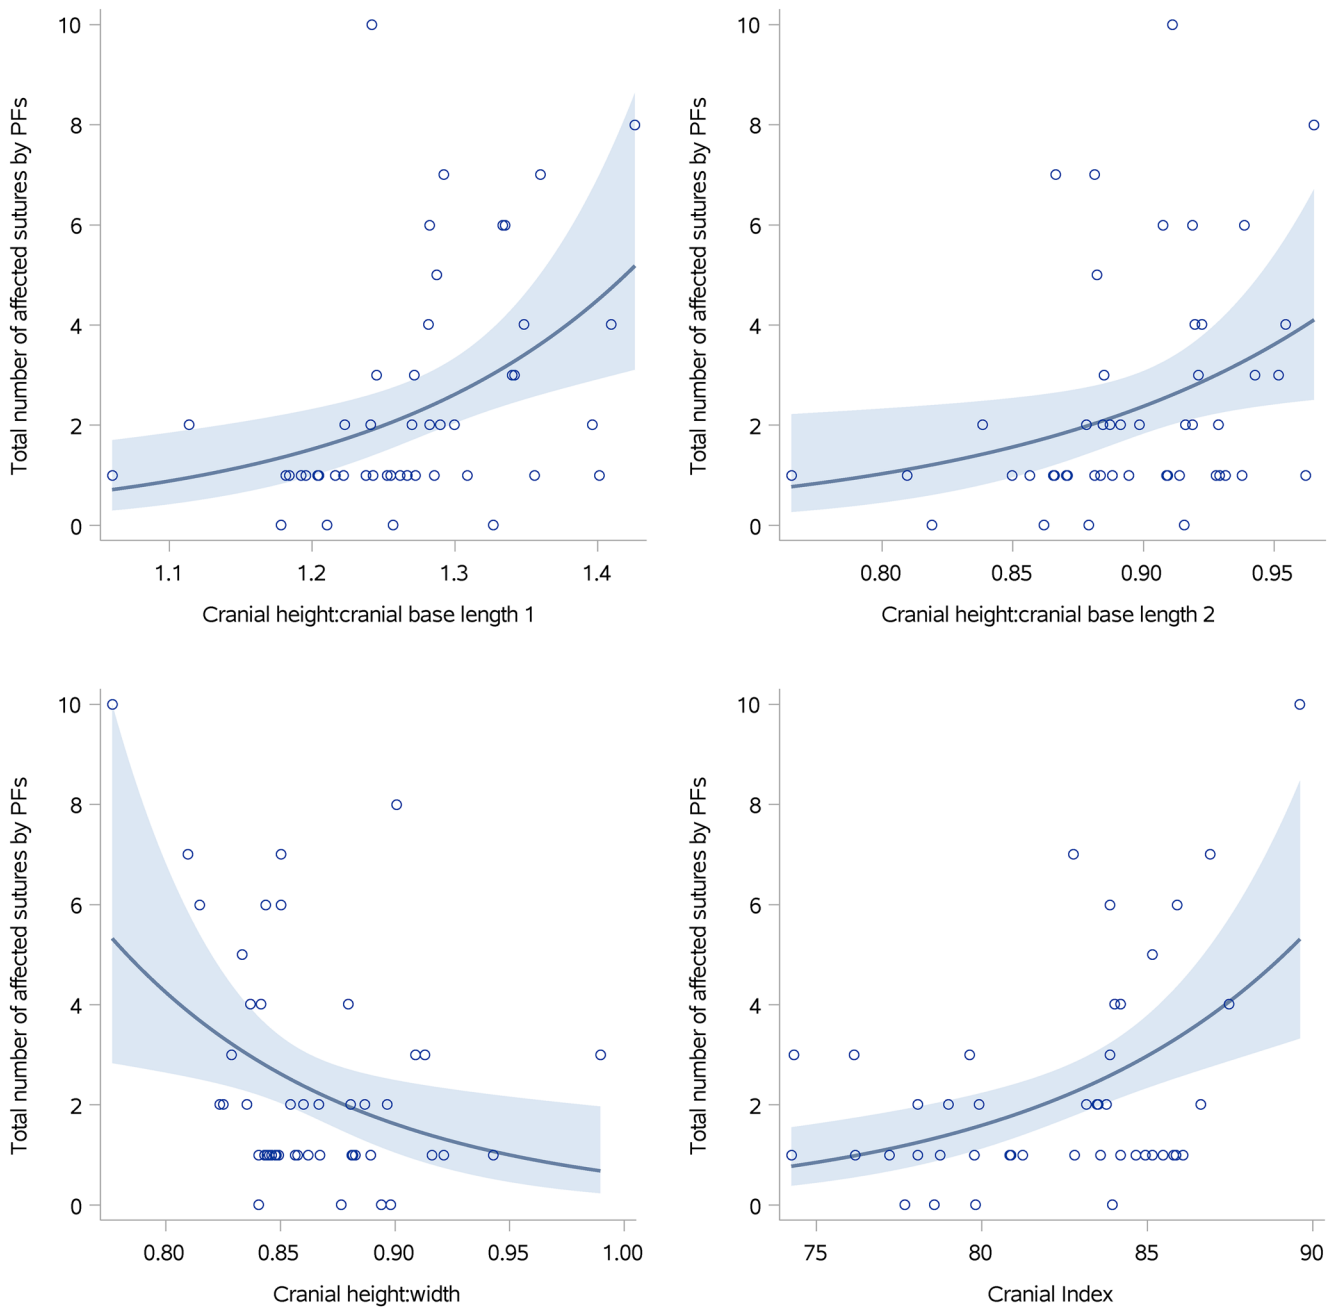 Total number of affected sutures by PFs
10
8
6
4
2
0
1.1 1.2 1.3 1.4
Cranial height:cranial base length 1
Total number of affected sutures by PFs
10
8
6
4
2
0
0.80 0.85 0.90 0.95
Cranial height:cranial base length 2
Total number of affected sutures by PFs
10
8
6
4
2
0
0.80 0.85 0.90 0.95 1.00
Cranial height:width
Total number of affected sutures by PFs
10
8
6
4
2
0
75 80 85 90
Cranial Index